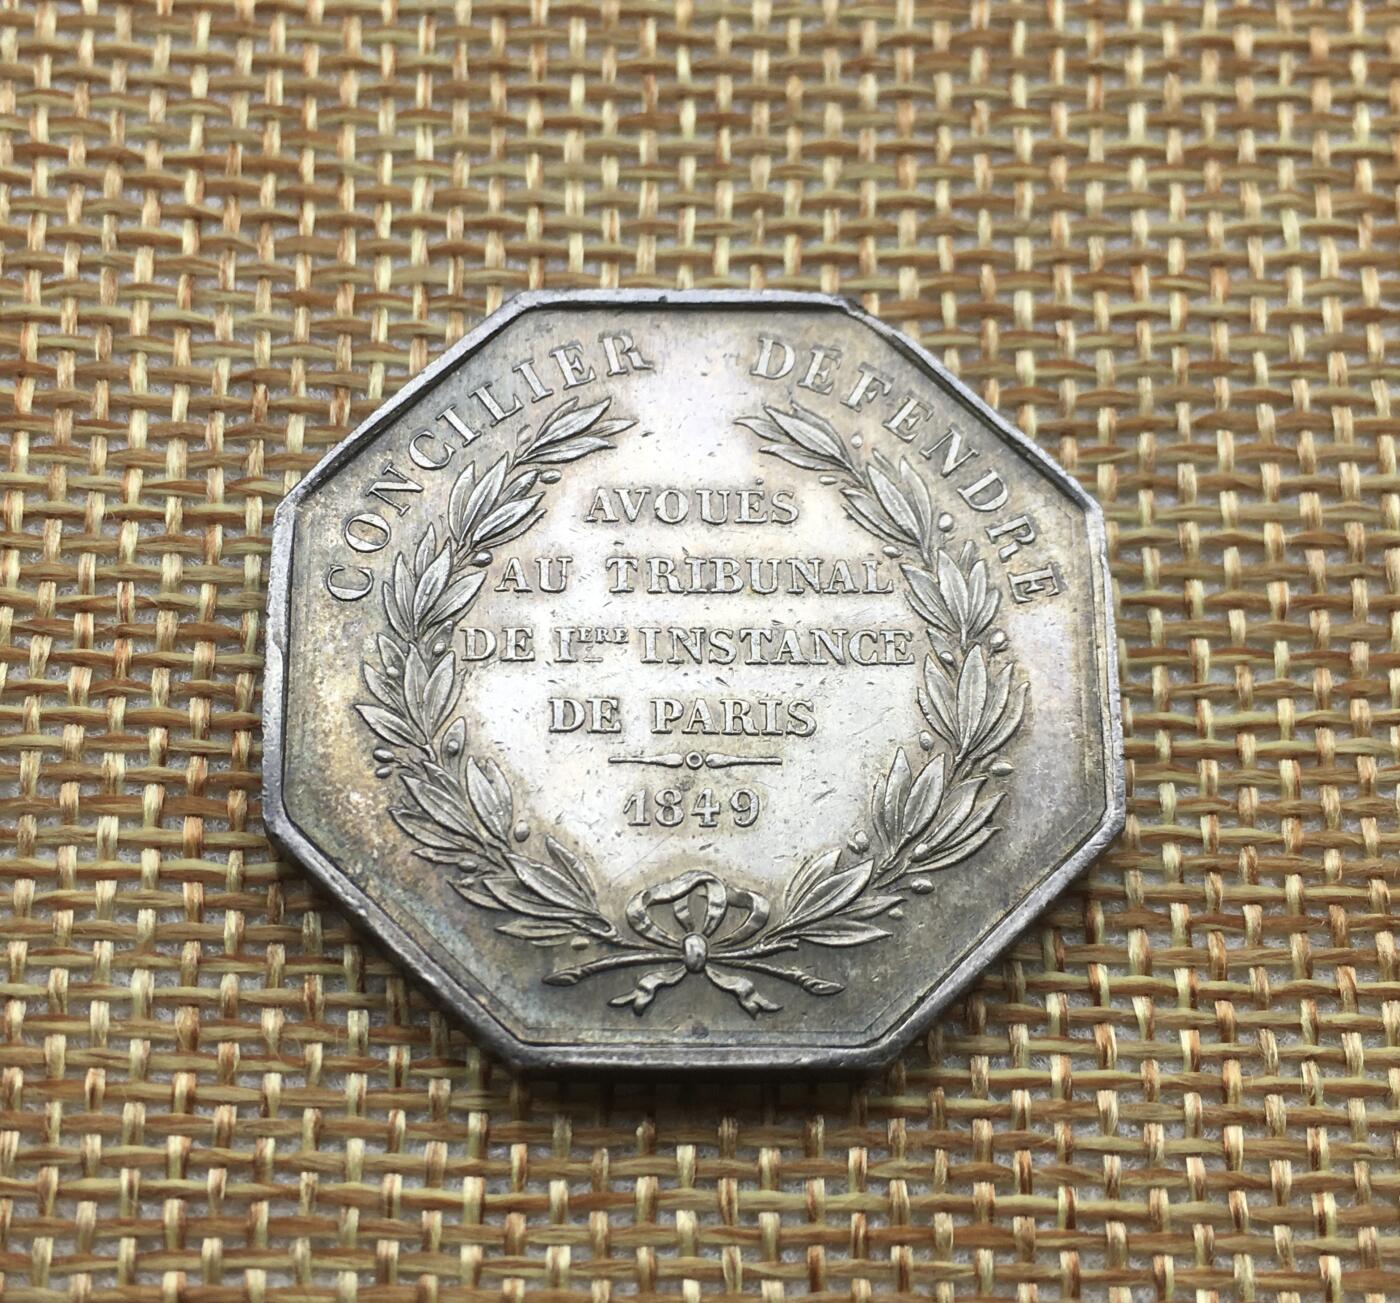 CONCILIER DÉFENDRE
AVOUÉS
AU TRIBUNAL
DE IERE INSTANCE
DE PARIS
1849